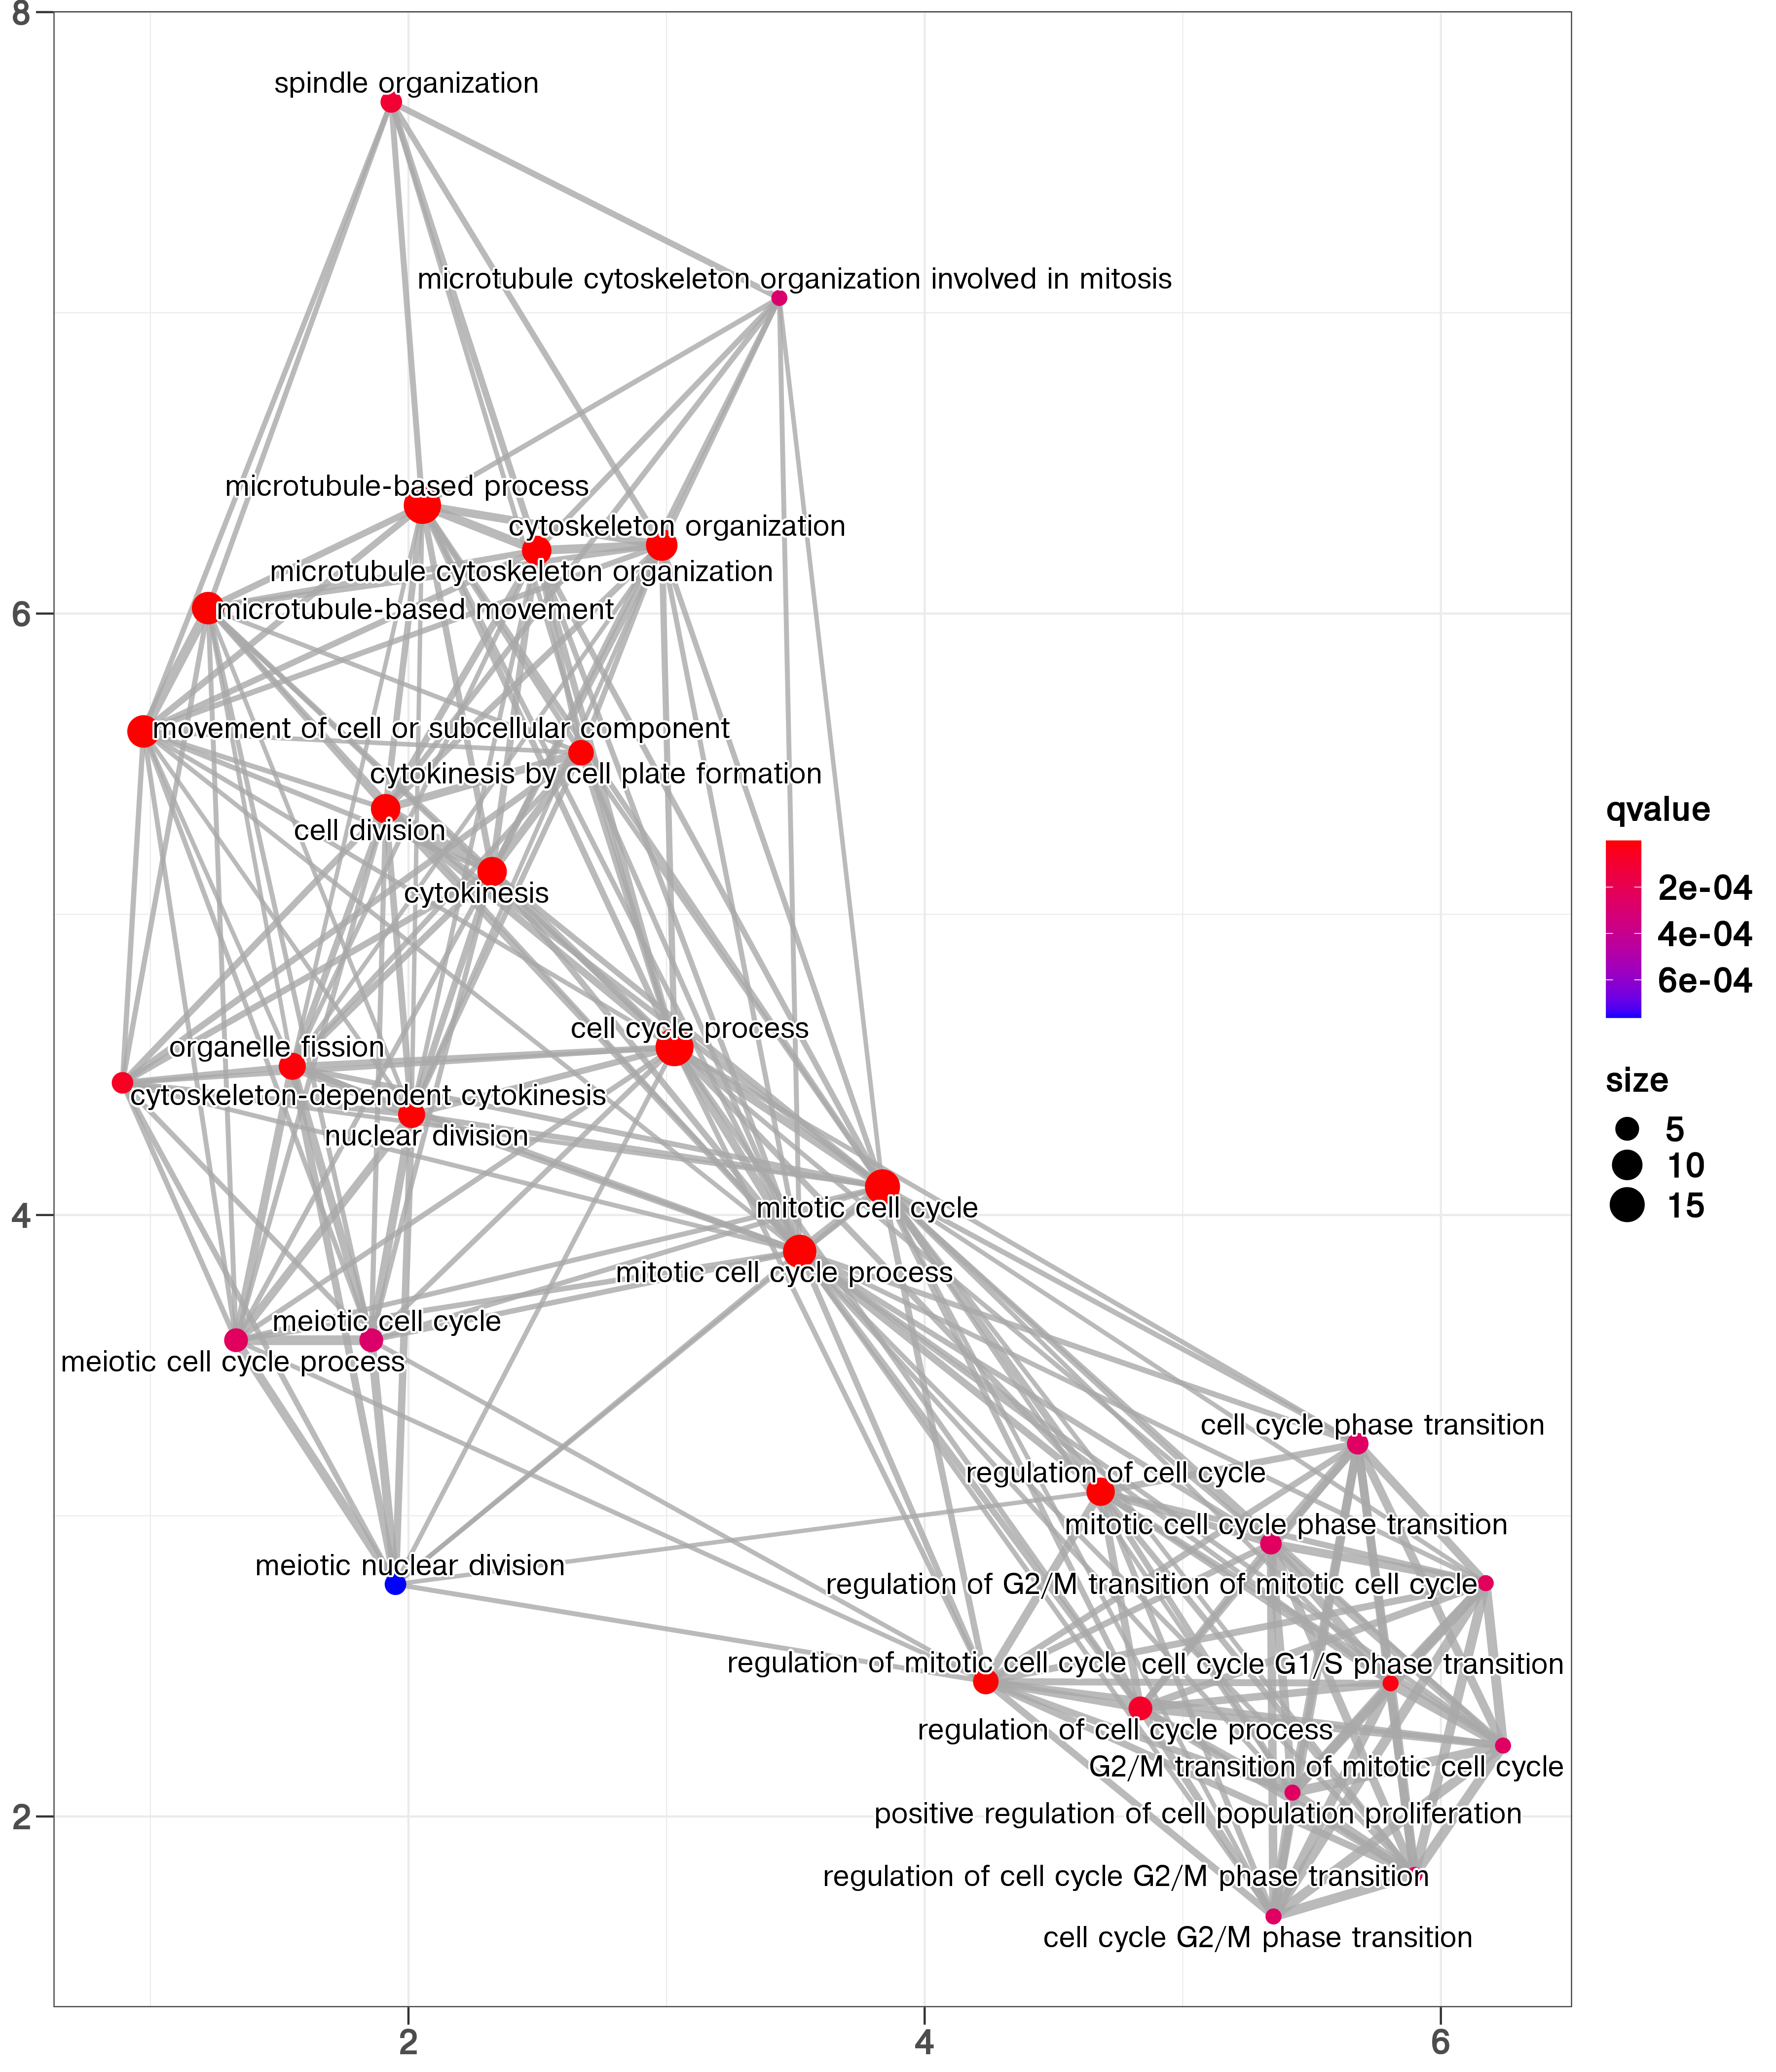 8
spindle organization
microtubule cytoskeleton organization involved in mitosis
microtubule-based process
cytoskeleton organization
microtubule cytoskeleton organization
6
microtubule-based movement
movement of cell or subcellular component
cytokinesis by cell plate formation
cell division
cytokinesis
cell cycle process
organelle fission
cytoskeleton-dependent cytokinesis
nuclear division
4
mitotic cell cycle
mitotic cell cycle process
meiotic cell cycle
meiotic cell cycle process
cell cycle phase transition
regulation of cell cycle
mitotic cell cycle phase transition
meiotic nuclear division
regulation of G2/M transition of mitotic cell cycle
regulation of mitotic cell cycle
cell cycle G1/S phase transition
regulation of cell cycle process
G2/M transition of mitotic cell cycle
2
positive regulation of cell population proliferation
regulation of cell cycle G2/M phase transition
cell cycle G2/M phase transition
2 4 6
qvalue
2e-04
4e-04
6e-04
size
5
10
15